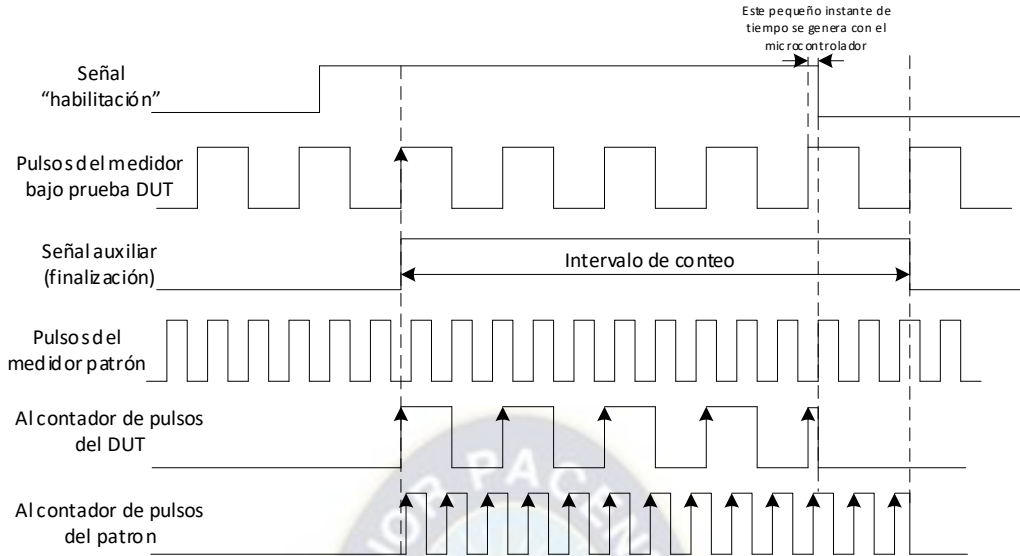 Este pequeño instante de
tiempo se genera con el
microcontrolador
Señal
“habilitación”
Pulsos del medidor
bajo prueba DUT
Señal auxiliar
(finalización)
Intervalo de conteo
Pulsos del
medidor patrón
Al contador de pulsos
del DUT
Al contador de pulsos
del patron
IOR PACEN